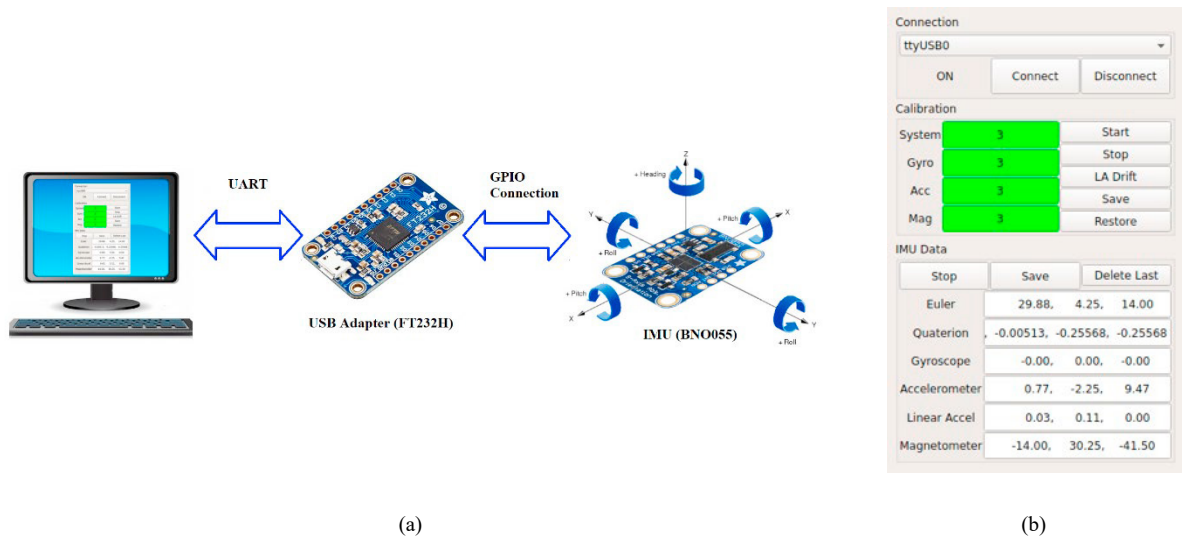 UART
GPIO
Connection
USB Adapter (FT232H)
FT232H
Z
+ Heading
Y
+ Roll
+ Pitch
X
+ Pitch
X
Y
+ Roll
IMU (BNO055)
(a)
Connection
ttyUSB0
ON Connect Disconnect
Calibration
System 3 Start
Gyro 3 Stop
LA Drift
Acc 3 Save
Mag 3 Restore
IMU Data
Stop Save Delete Last
Euler 29.88, 4.25, 14.00
Quaterion , -0.00513, -0.25568, -0.25568
Gyroscope -0.00, 0.00, -0.00
Accelerometer 0.77, -2.25, 9.47
Linear Accel 0.03, 0.11, 0.00
Magnetometer -14.00, 30.25, -41.50
(b)